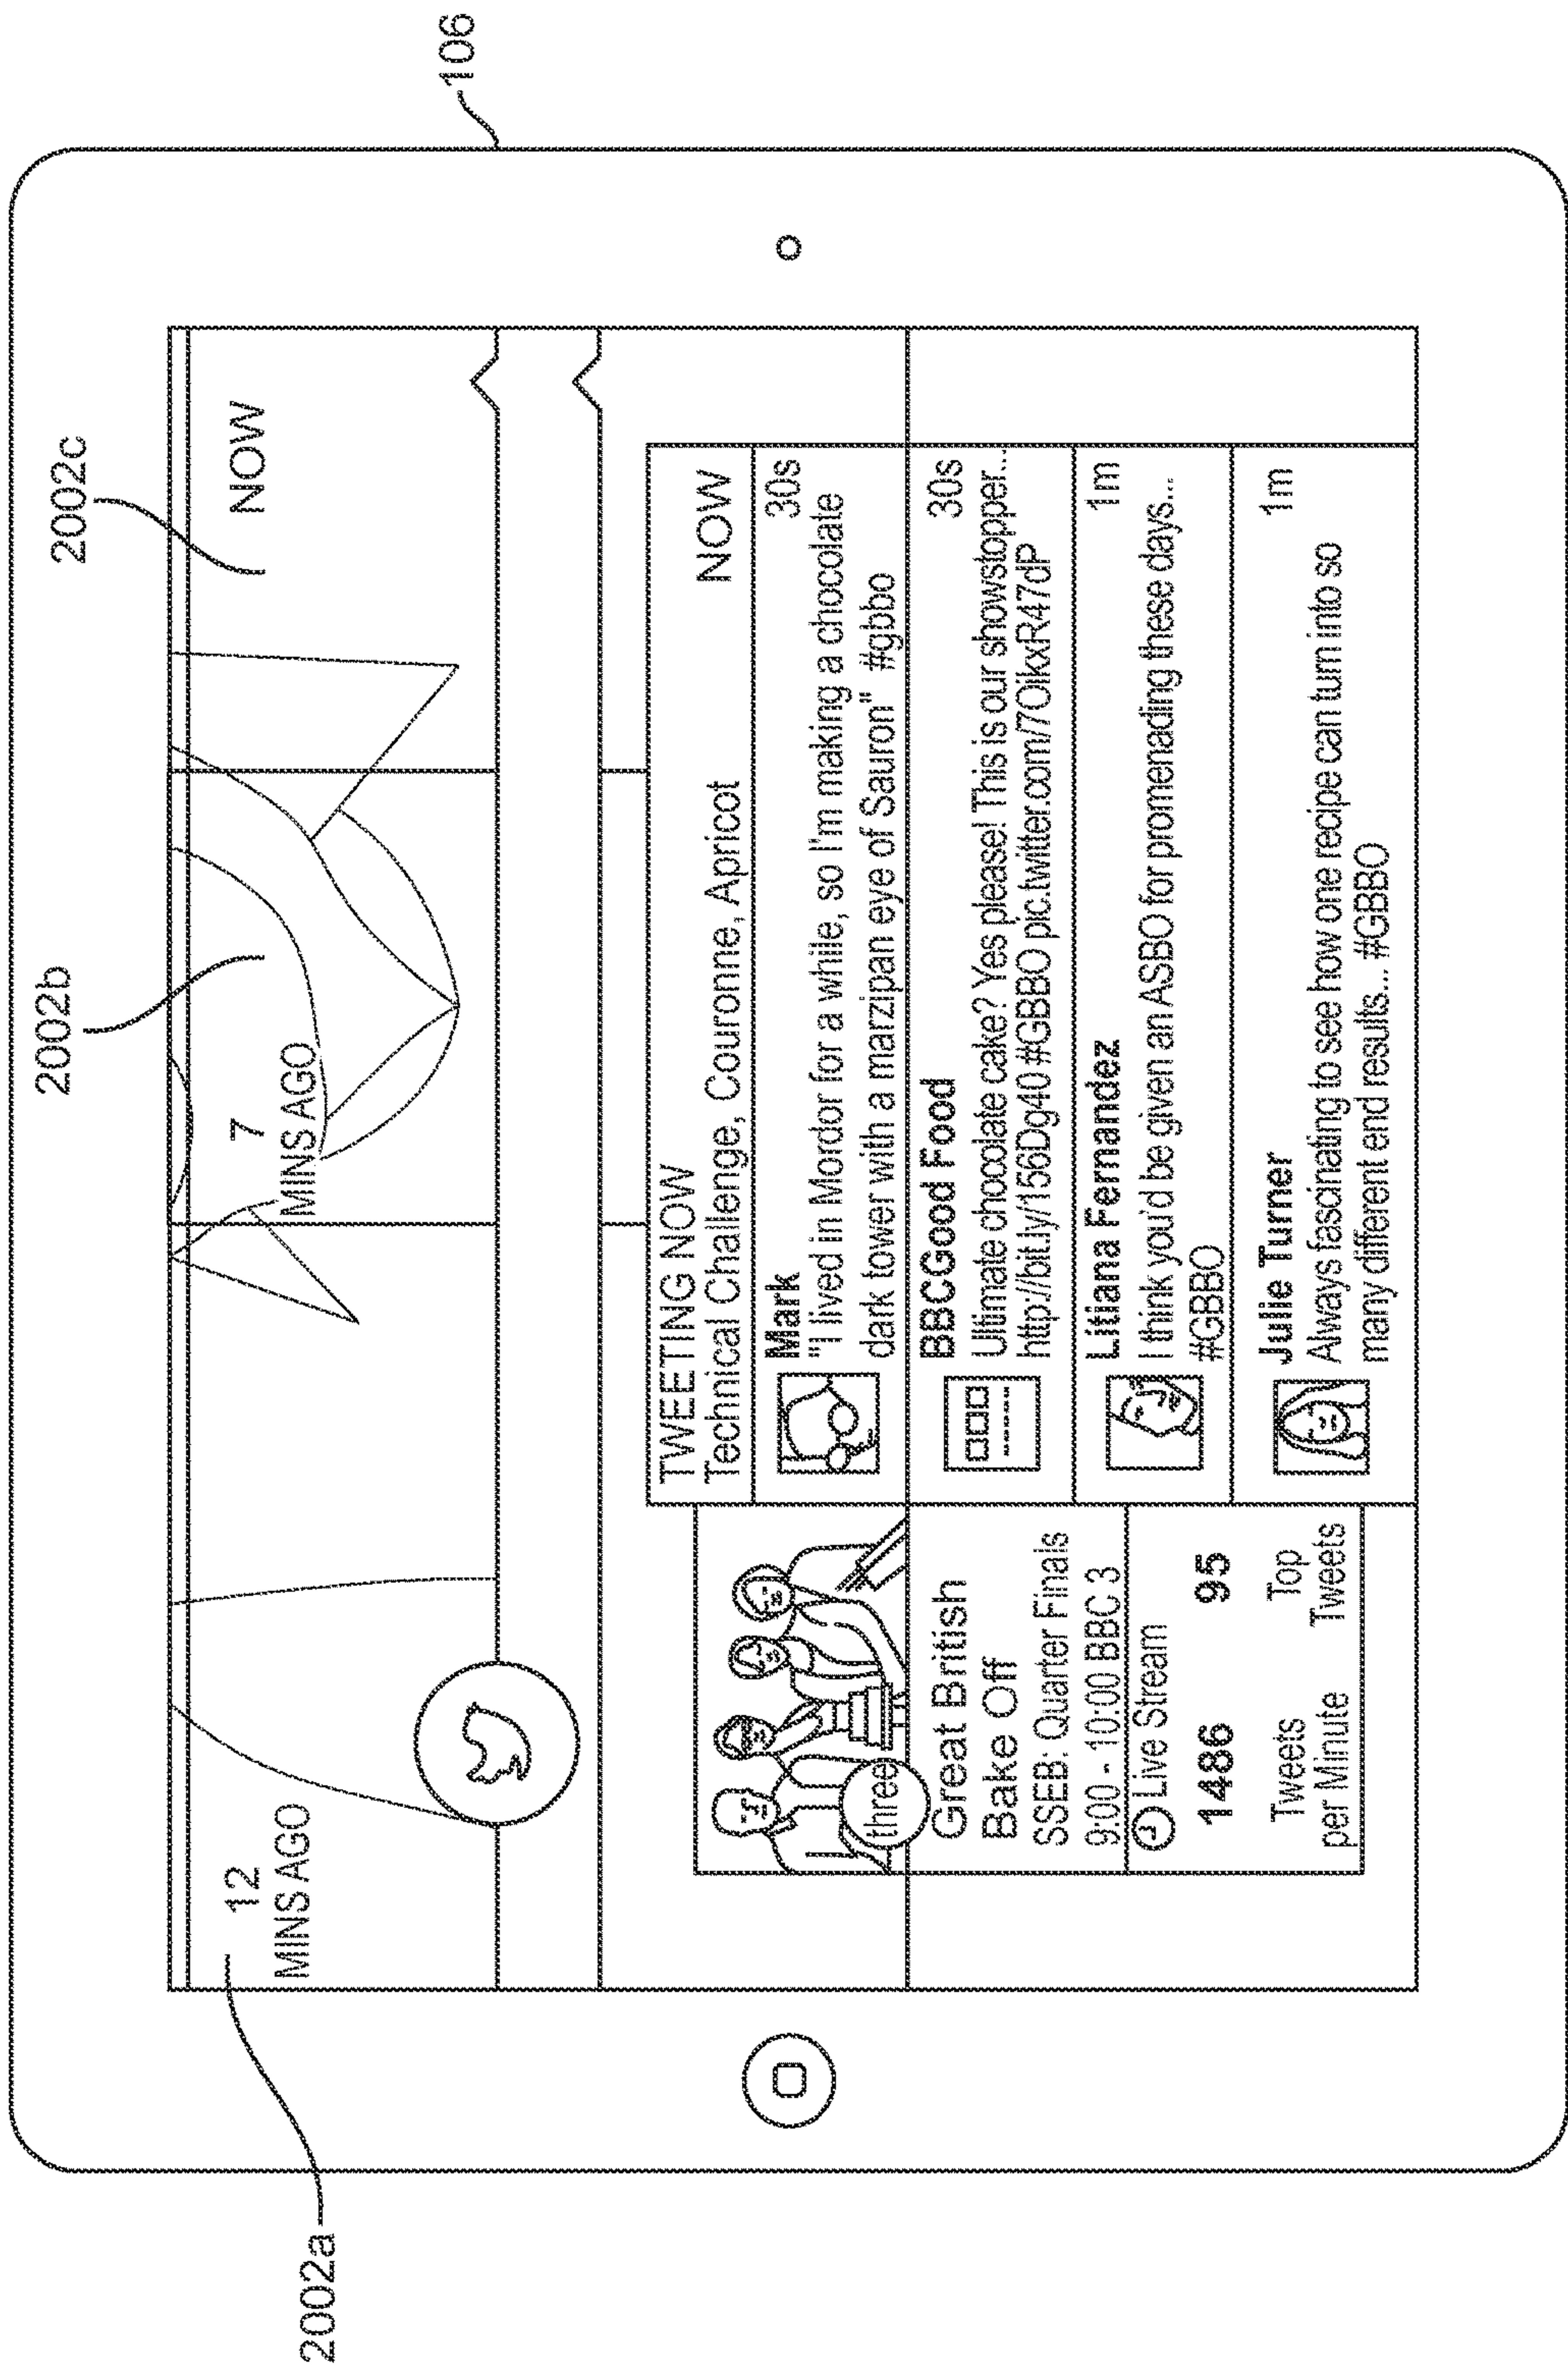 2002a
2002b
2002c
106
12
MINS AGO
7
MINS AGO
NOW
three
Great British
Bake Off
SSEB: Quarter Finals
9:00 - 10:00 BBC 3
Live Stream
1486
95
Tweets
per Minute
Top
Tweets
TWEETING NOW
Technical Challenge, Couronne, Apricot
NOW
Mark
30s
"I lived in Mordor for a while, so I'm making a chocolate
dark tower with a marzipan eye of Sauron" #gbbo
BBCGood Food
30s
Ultimate chocolate cake? Yes please! This is our showstopper...
http://bit.ly/156Dg40 #GBBO pic.twitter.com/7OikxR47dP
Litiana Fernandez
1m
I think you'd be given an ASBO for promenading these days...
#GBBO
Julie Turner
1m
Always fascinating to see how one recipe can turn into so
many different end results... #GBBO